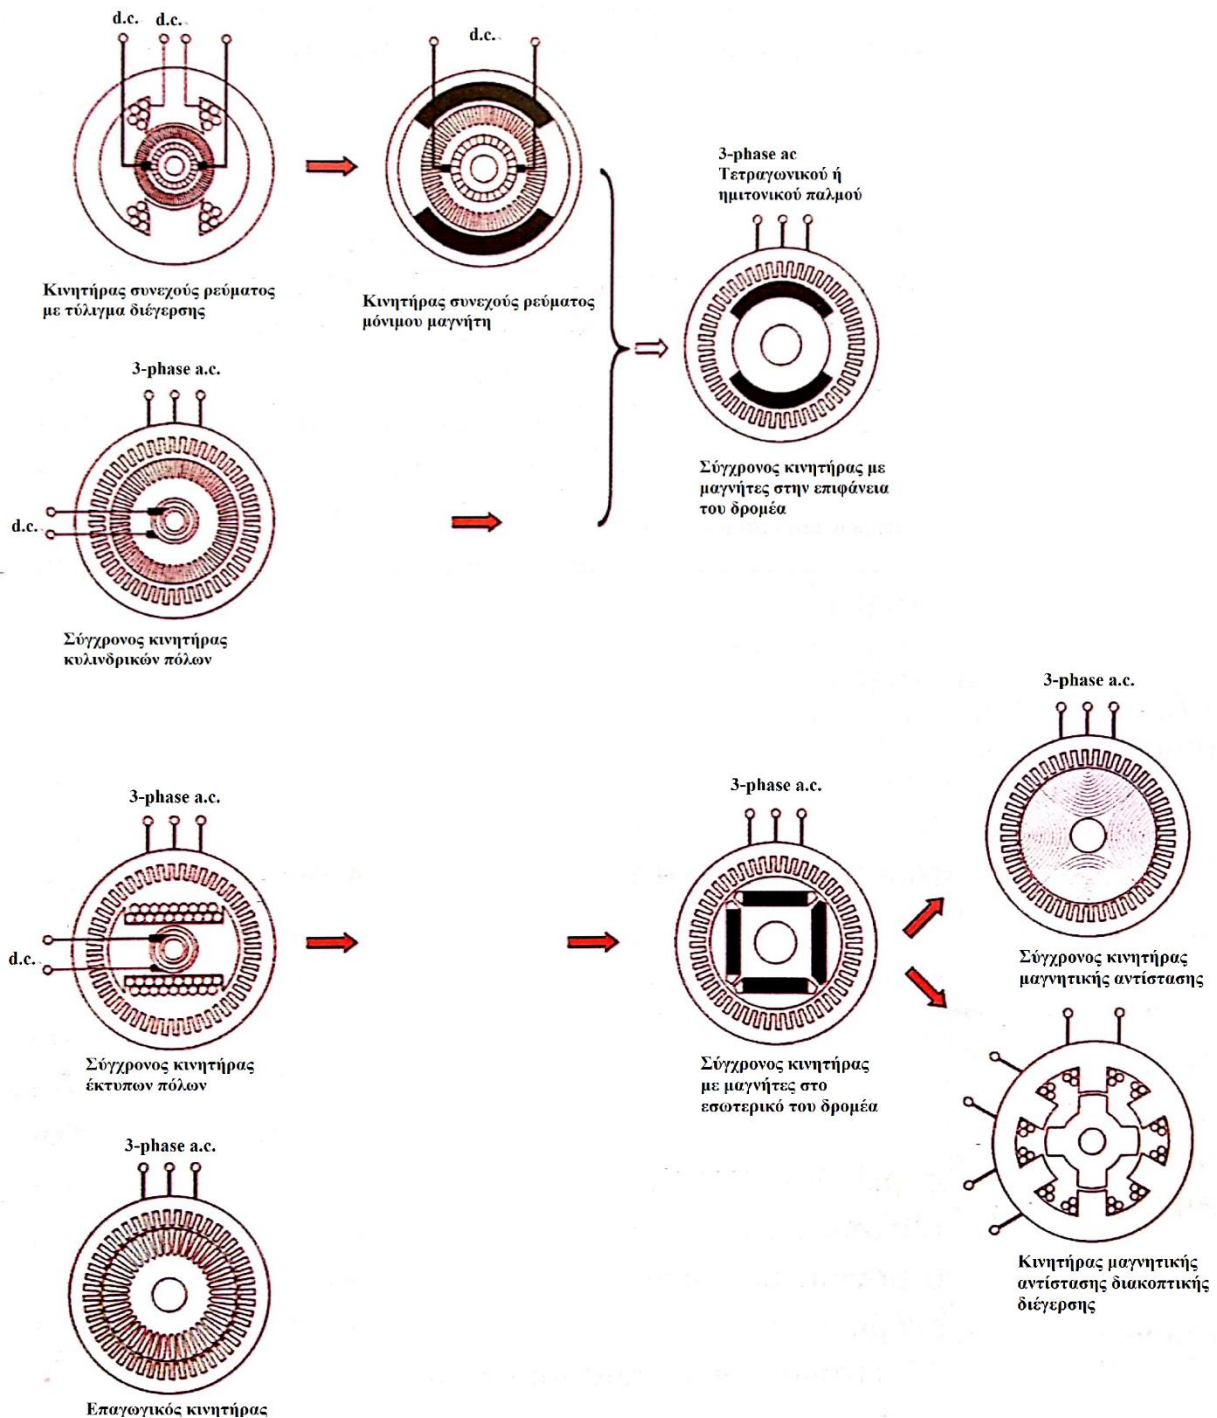 d.c.
d.c.
d.c.
3-phase ac
Τετραγωνικού ή
ημιτονικού παλμού
Κινητήρας συνεχούς ρεύματος
με τύλιγμα διέγερσης
Κινητήρας συνεχούς ρεύματος
μόνιμου μαγνήτη
3-phase a.c.
d.c.
Σύγχρονος κινητήρας με
μαγνήτες στην επιφάνεια
του δρομέα
Σύγχρονος κινητήρας
κυλινδρικών πόλων
3-phase a.c.
3-phase a.c.
3-phase a.c.
d.c.
Σύγχρονος κινητήρας
μαγνητικής αντίστασης
Σύγχρονος κινητήρας
έκτυπων πόλων
Σύγχρονος κινητήρας
με μαγνήτες στο
εσωτερικό του δρομέα
3-phase a.c.
Κινητήρας μαγνητικής
αντίστασης διακοπτικής
διέγερσης
Επαγωγικός κινητήρας